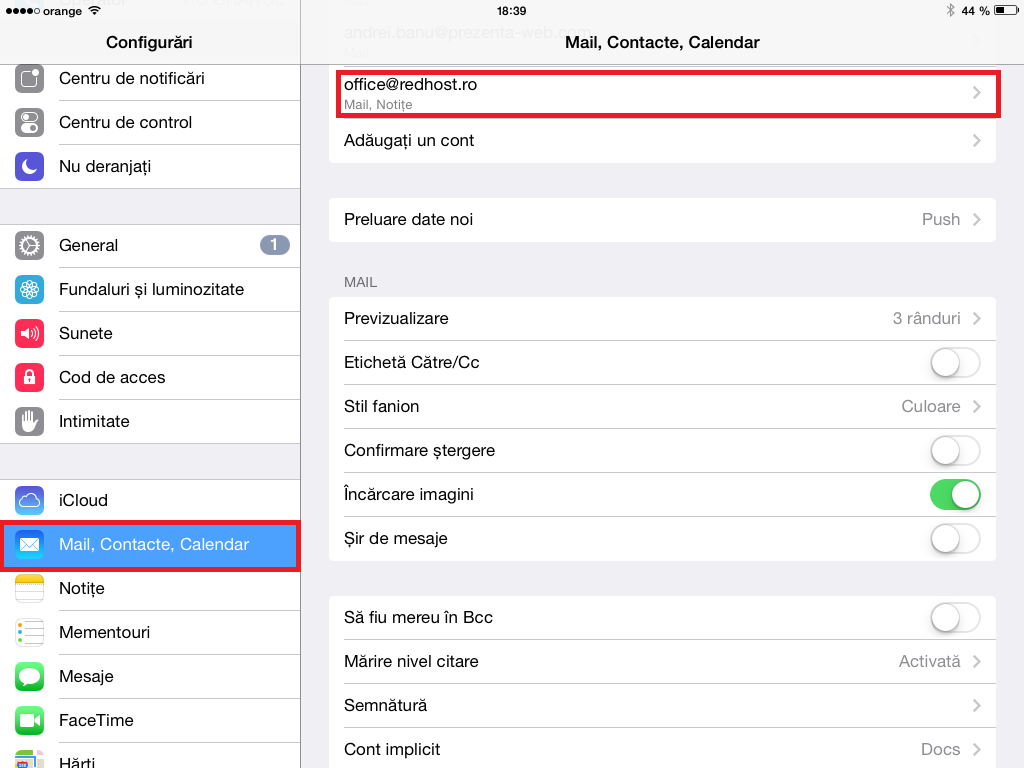 orange
18:39
44 %
Configurări
Centru de notificări
Centru de control
Nu deranjați
General
1
Fundaluri și luminozitate
Sunete
Cod de acces
Intimitate
iCloud
Mail, Contacte, Calendar
Notițe
Mementouri
Mesaje
FaceTime
Hărți
andrei.banu@prezenta-web.com
Mail, Contacte, Calendar
office@redhost.ro
Mail, Notițe
Adăugați un cont
Preluare date noi
Push
MAIL
Previzualizare
3 rânduri
Etichetă Către/Cc
Stil fanion
Culoare
Confirmare ștergere
Încărcare imagini
Șir de mesaje
Să fiu mereu în Bcc
Mărire nivel citare
Activată
Semnătură
Cont implicit
Docs